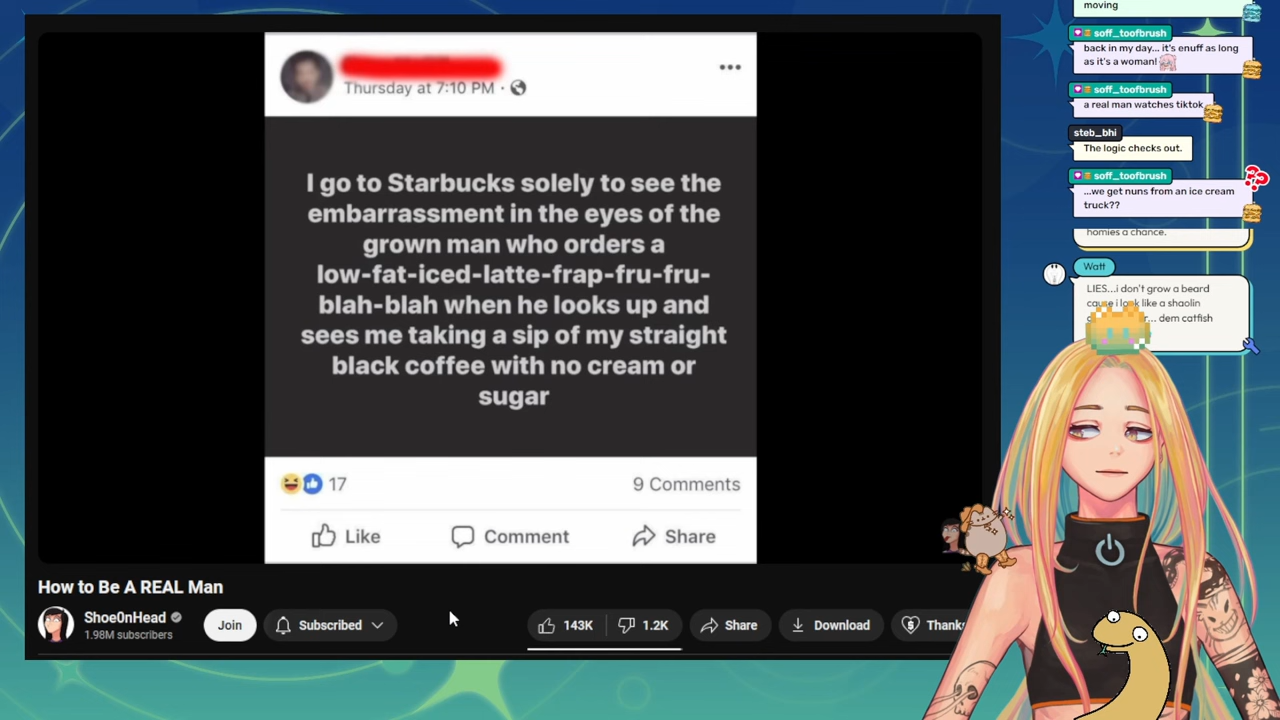 Thursday at 7:10 PM ·
I go to Starbucks solely to see the
embarrassment in the eyes of the
grown man who orders a
low-fat-iced-latte-frap-fru-fru-
blah-blah when he looks up and
sees me taking a sip of my straight
black coffee with no cream or
sugar
17
9 Comments
Like
Comment
Share
How to Be A REAL Man
Shoe0nHead
1.98M subscribers
Join
Subscribed
143K
1.2K
Share
Download
Thanks
moving
soff_toofbrush
back in my day... it's enuff as long
as it's a woman!
soff_toofbrush
a real man watches tiktok
steb_bhi
The logic checks out.
soff_toofbrush
...we get nuns from an ice cream
truck??
homies a chance.
Watt
LIES...i don't grow a beard
cause i look like a shaolin
... dem catfish